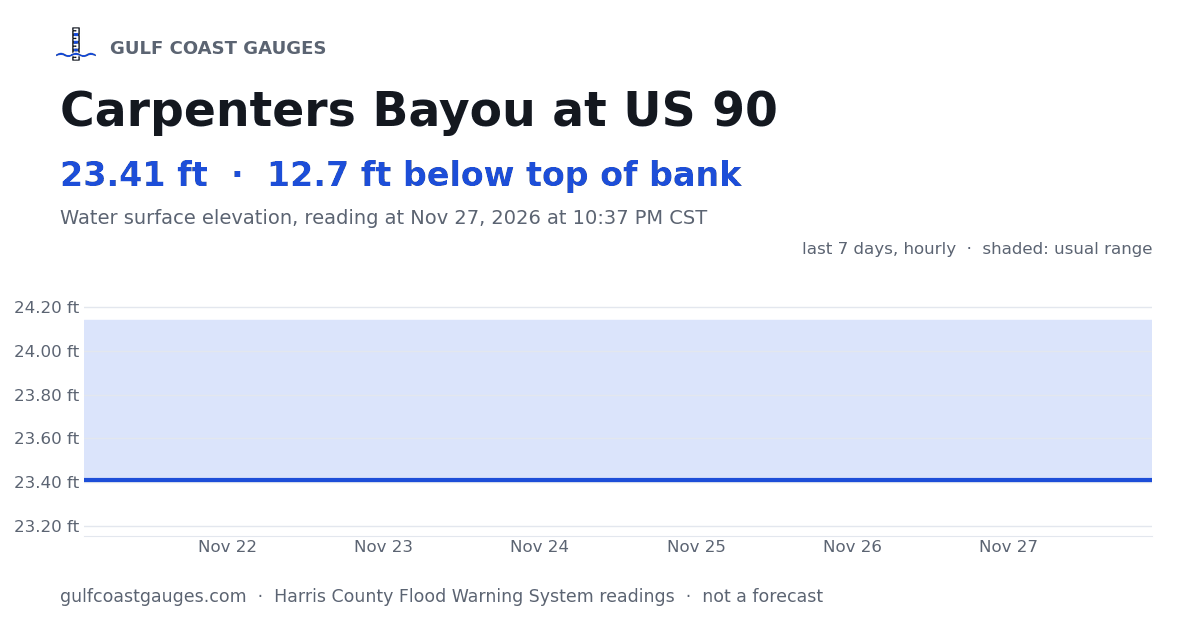 GULF COAST GAUGES
Carpenters Bayou at US 90
23.41 ft · 12.7 ft below top of bank
Water surface elevation, reading at Nov 27, 2026 at 10:37 PM CST
last 7 days, hourly · shaded: usual range
24.20 ft
24.00 ft
23.80 ft
23.60 ft
23.40 ft
23.20 ft
Nov 22 Nov 23 Nov 24 Nov 25 Nov 26 Nov 27
gulfcoastgauges.com · Harris County Flood Warning System readings · not a forecast